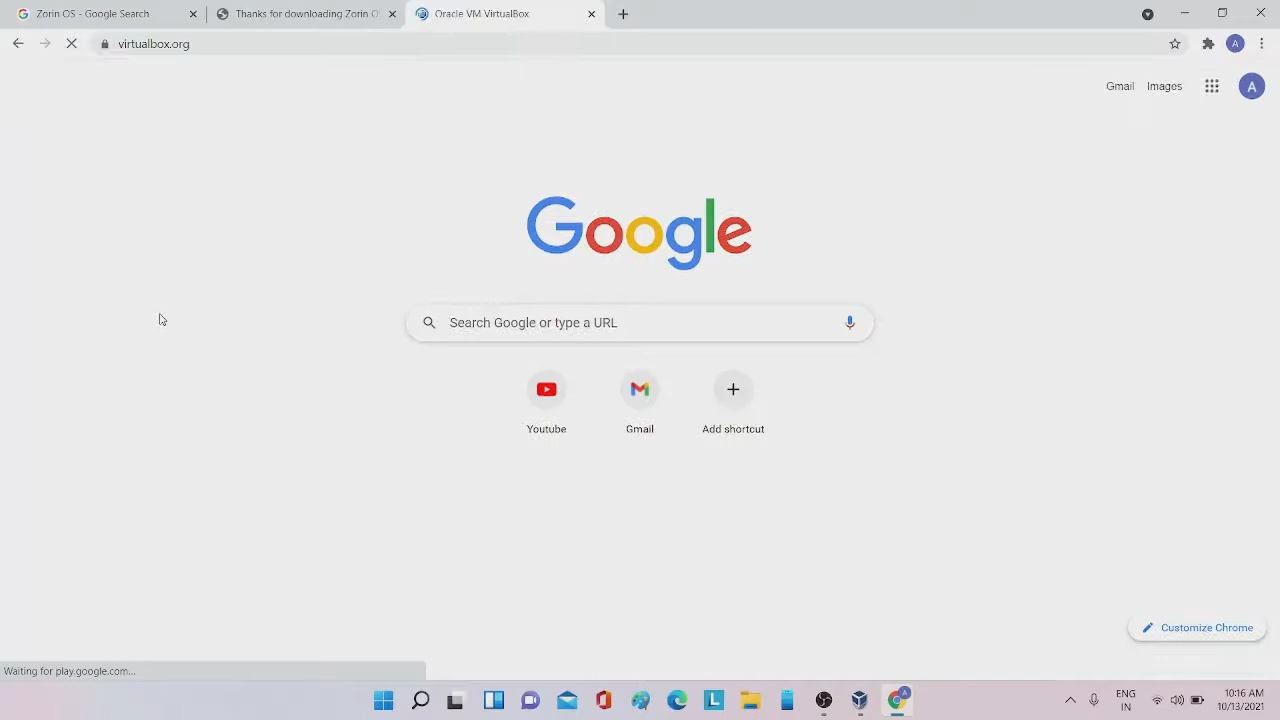 Zorin OS - Google Search
Thanks for downloading Zorin O
Oracle VM VirtualBox
virtualbox.org
A
Gmail
Images
A
Google
Search Google or type a URL
Youtube
Gmail
Add shortcut
Customize Chrome
Waiting for play.google.com...
L
A
ENG
IN
10:16 AM
10/13/2021